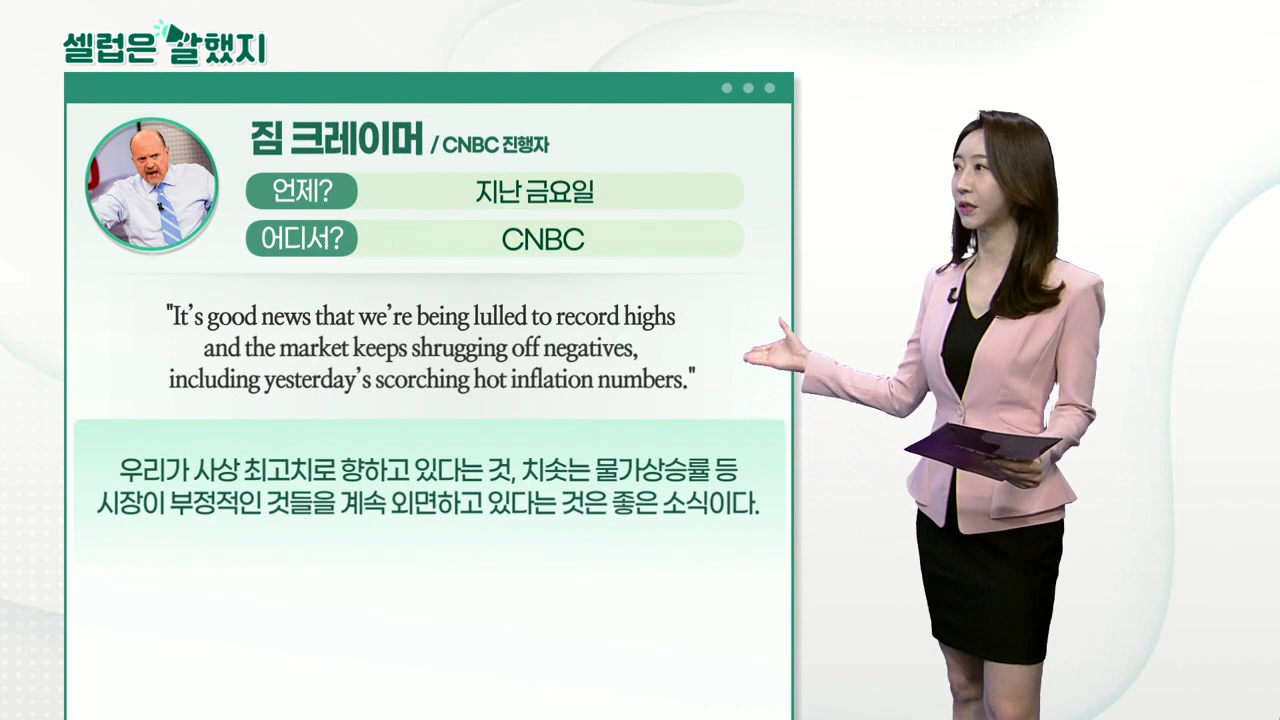 셀럽은 말했지
짐 크레이머 / CNBC 진행자
언제? 지난 금요일
어디서? CNBC
"It's good news that we're being lulled to record highs
and the market keeps shrugging off negatives,
including yesterday's scorching hot inflation numbers."
우리가 사상 최고치로 향하고 있다는 것, 치솟는 물가상승률 등
시장이 부정적인 것들을 계속 외면하고 있다는 것은 좋은 소식이다.